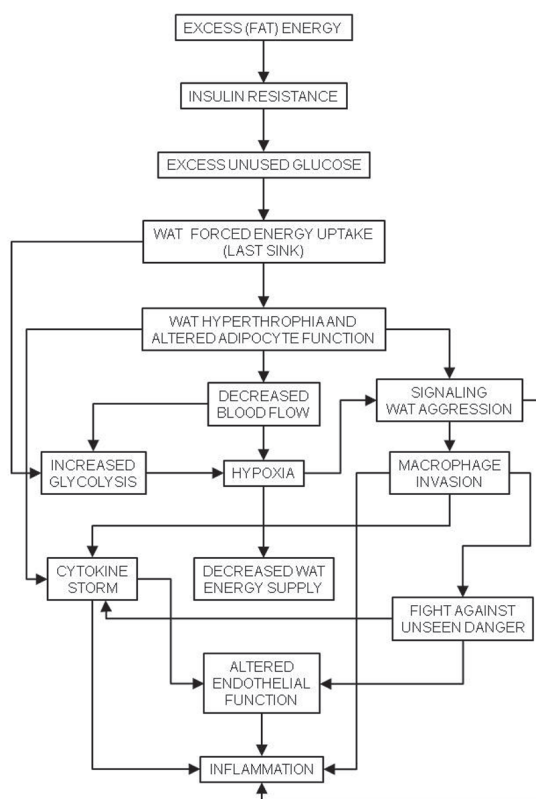 EXCESS (FAT) ENERGY
INSULIN RESISTANCE
EXCESS UNUSED GLUCOSE
WAT FORCED ENERGY UPTAKE
(LAST SINK)
WAT HYPERTHROPHIA AND
ALTERED ADIPOCYTE FUNCTION
DECREASED
BLOOD FLOW
SIGNALING
WAT AGGRESSION
INCREASED
GLYCOLYSIS
HYPOXIA
MACROPHAGE
INVASION
CYTOKINE
STORM
DECREASED WAT
ENERGY SUPPLY
FIGHT AGAINST
UNSEEN DANGER
ALTERED
ENDOTHELIAL
FUNCTION
INFLAMMATION